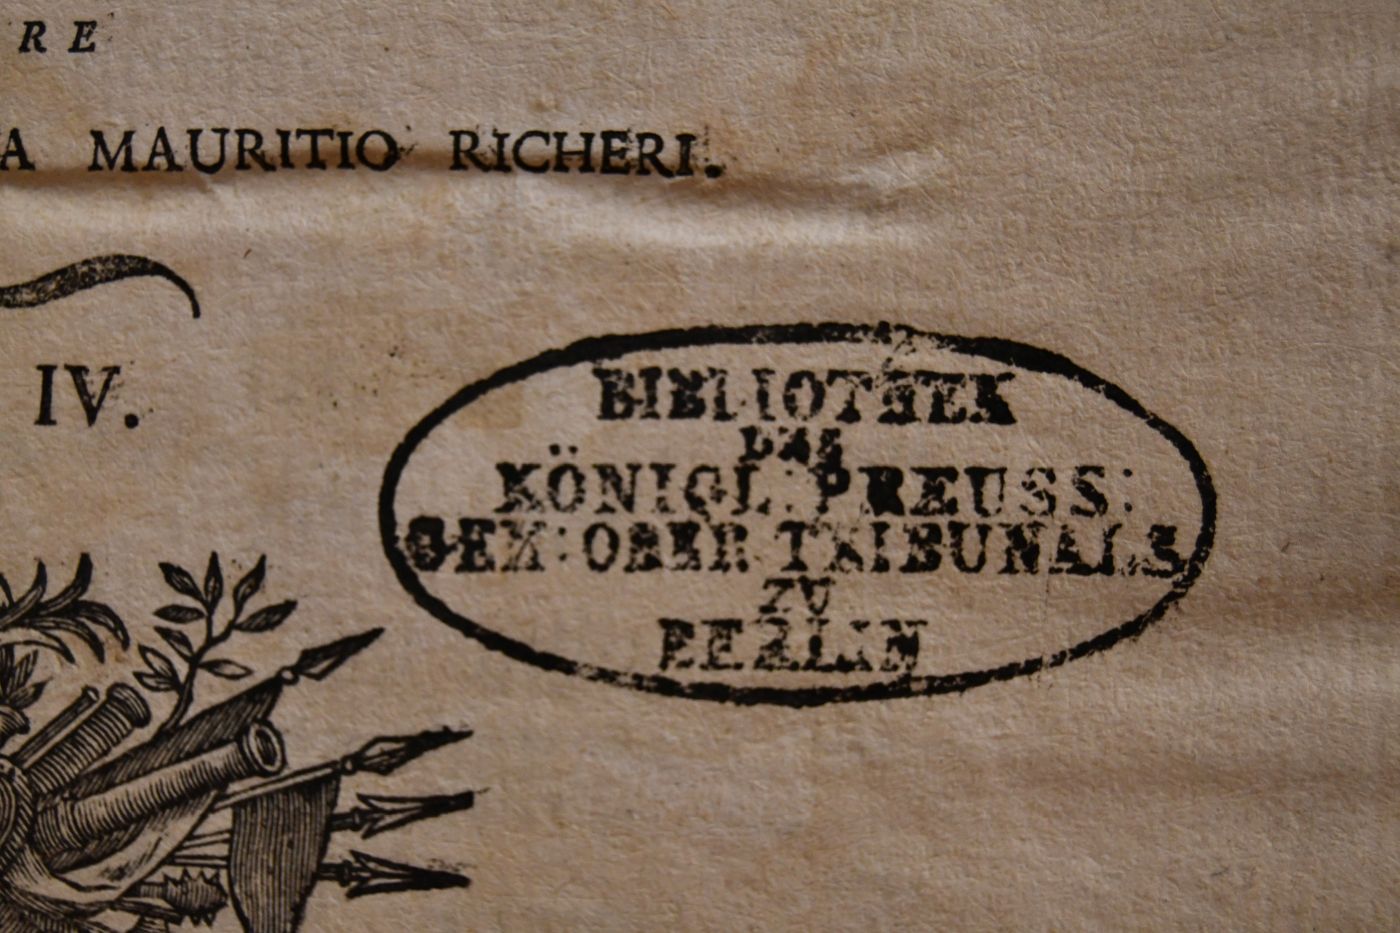 RE
A MAURITIO RICHERI.
IV.
BIBLIOTHEK
DES
KÖNIGL: PREUSS:
GEH: OBER TRIBUNALS
ZU
BERLIN